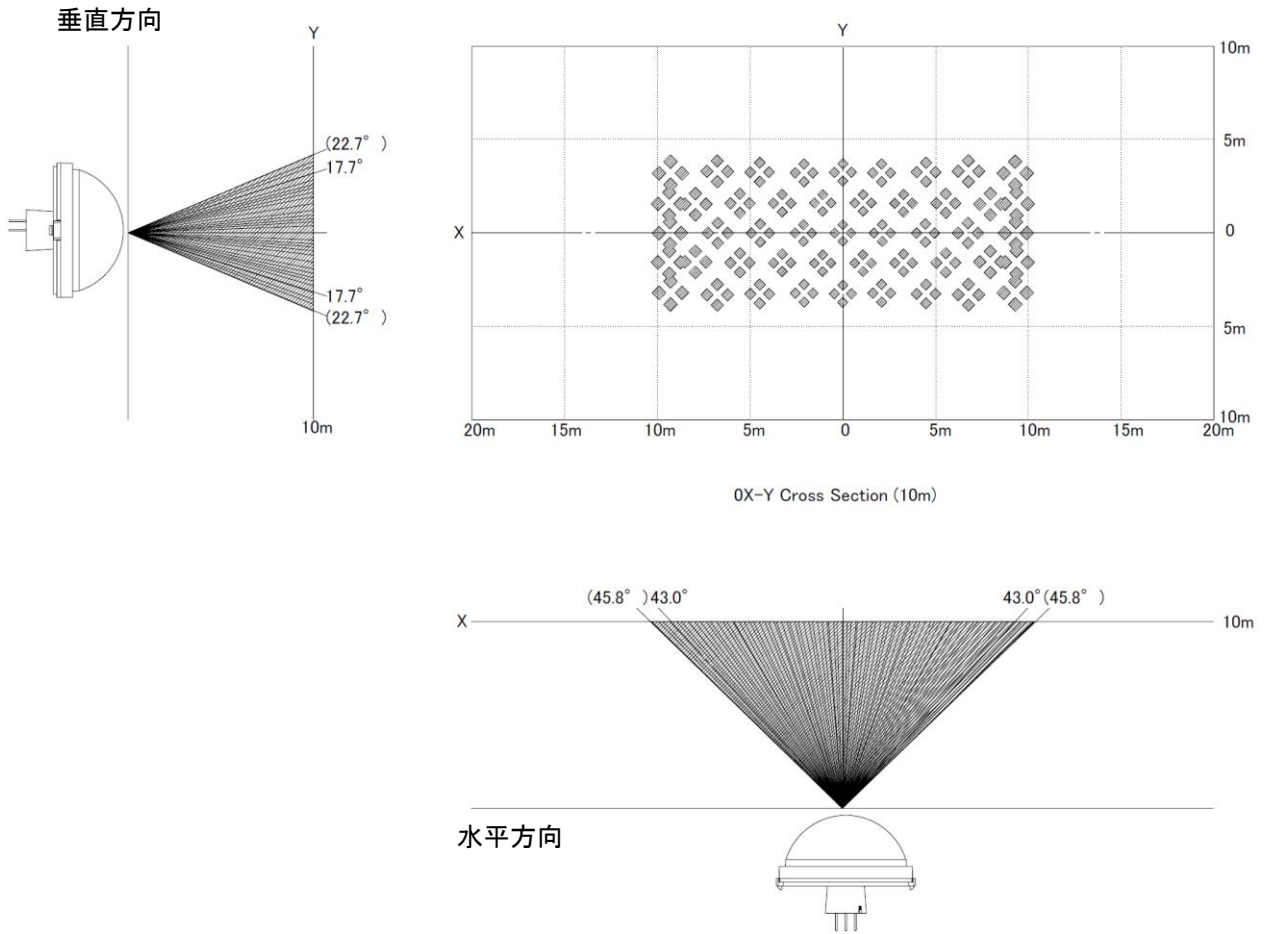 垂直方向
Y
(22.7° )
17.7°
17.7°
(22.7° )
10m
Y
10m
5m
X
0
5m
10m
20m 15m 10m 5m 0 5m 10m 15m 20m
0X-Y Cross Section (10m)
(45.8° )43.0°
43.0°(45.8° )
X
10m
水平方向